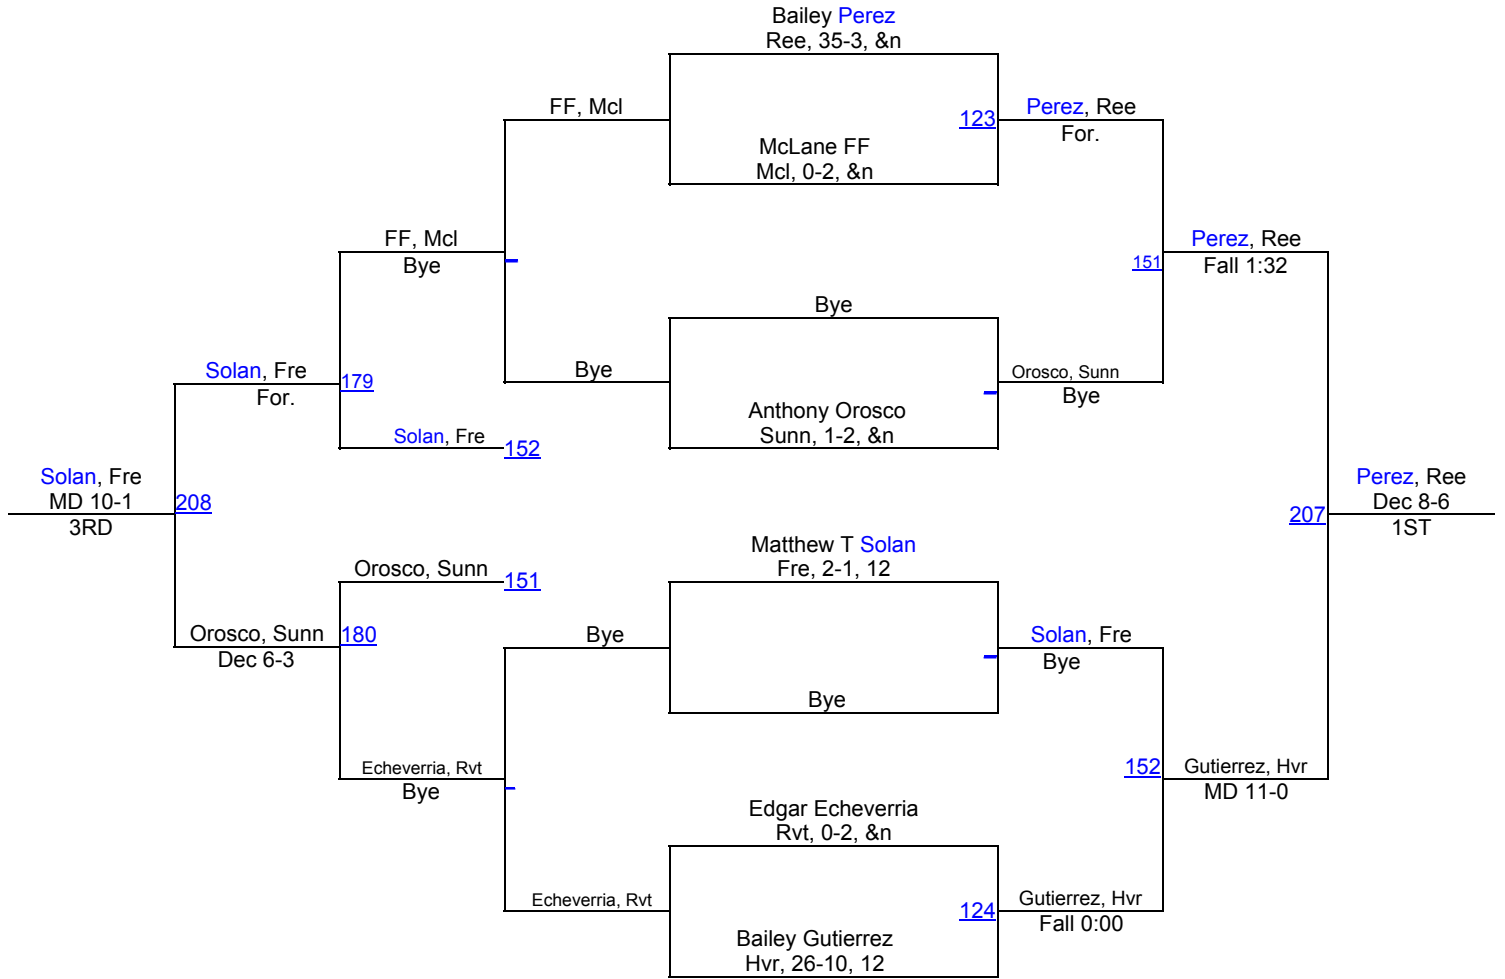 Bailey Perez
Ree, 35-3, &n
FF, Mcl
123
Perez, Ree
For.
McLane FF
Mcl, 0-2, &n
FF, Mcl
Bye
151
Perez, Ree
Fall 1:32
Bye
Solan, Fre
For.
179
Bye
Orosco, Sunn
Bye
Anthony Orosco
Sunn, 1-2, &n
Solan, Fre
152
Solan, Fre
MD 10-1
3RD
208
207
Perez, Ree
Dec 8-6
1ST
Matthew T Solan
Fre, 2-1, 12
Orosco, Sunn
151
Orosco, Sunn
Dec 6-3
180
Bye
Solan, Fre
Bye
Bye
Echeverria, Rvt
Bye
152
Gutierrez, Hvr
MD 11-0
Edgar Echeverria
Rvt, 0-2, &n
Echeverria, Rvt
124
Gutierrez, Hvr
Fall 0:00
Bailey Gutierrez
Hvr, 26-10, 12